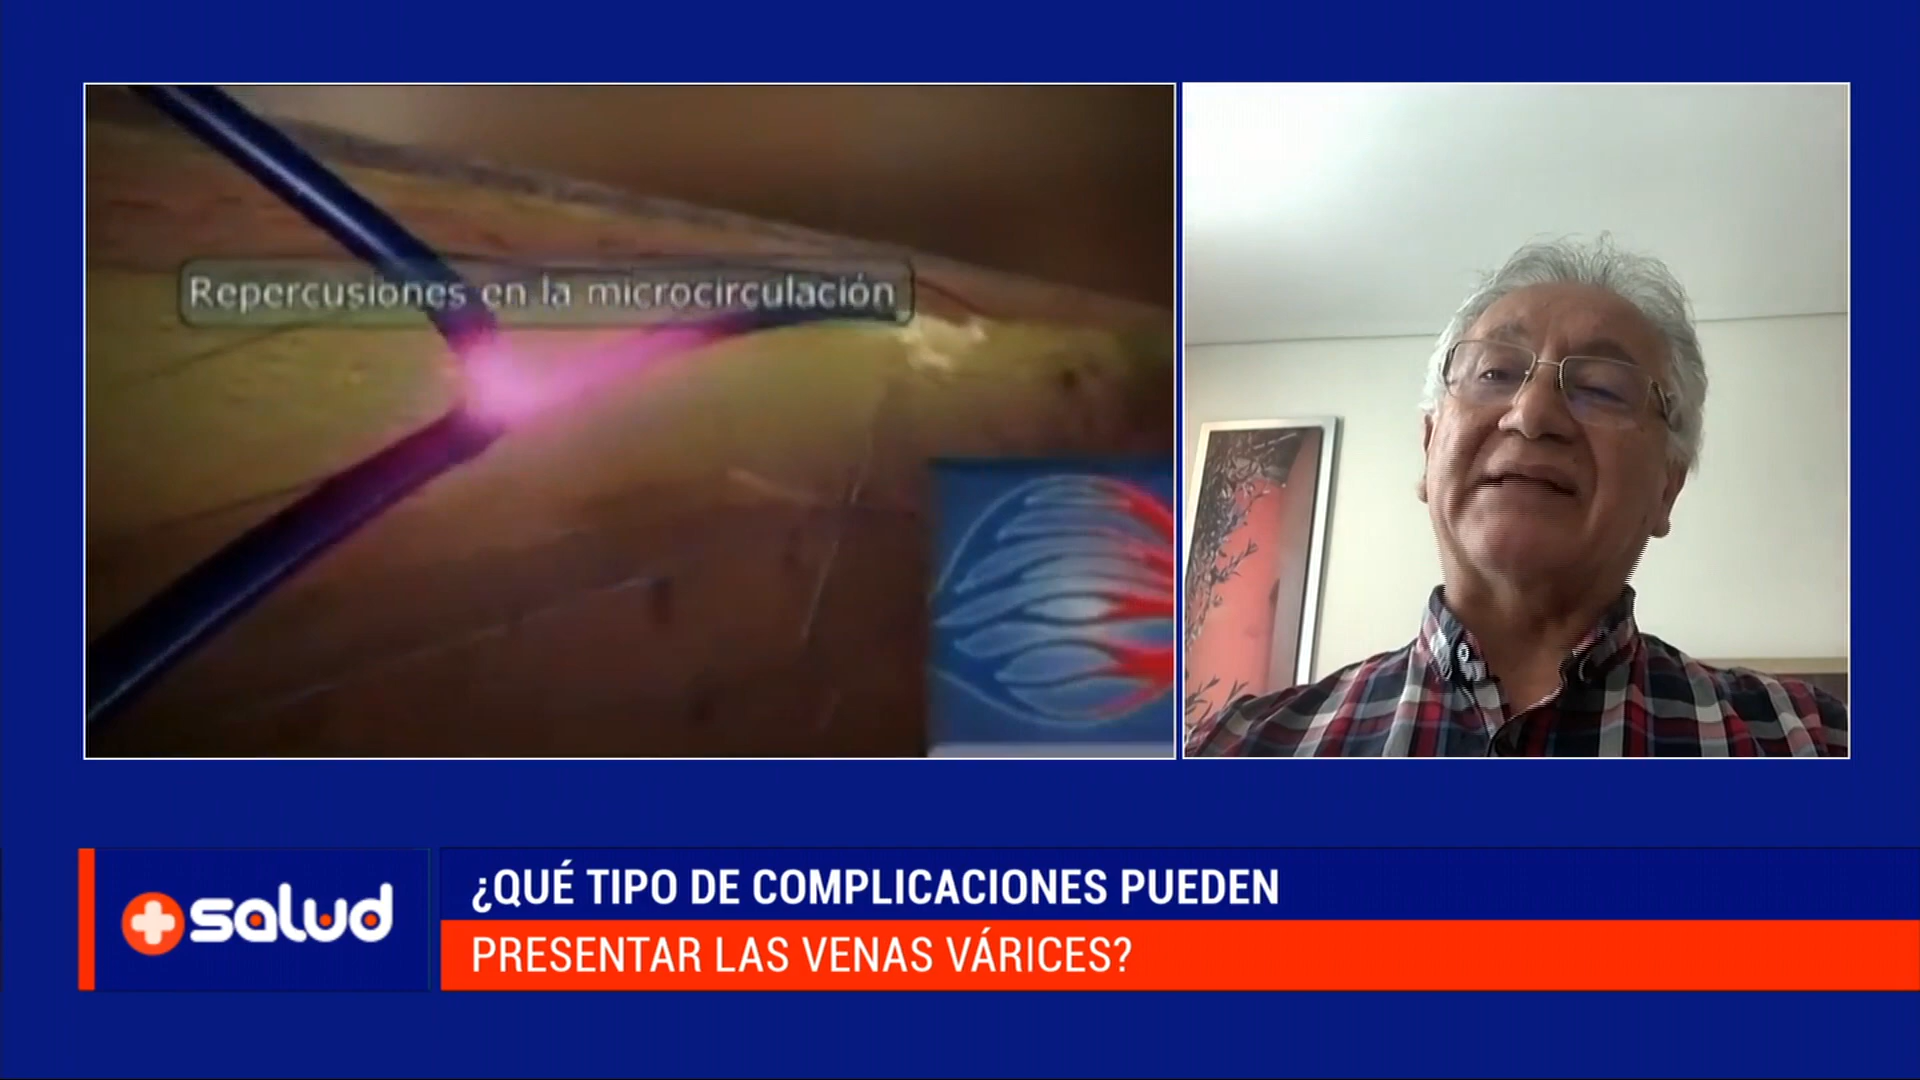 Repercusiones en la microcirculación
salud
¿QUÉ TIPO DE COMPLICACIONES PUEDEN
PRESENTAR LAS VENAS VÁRICES?